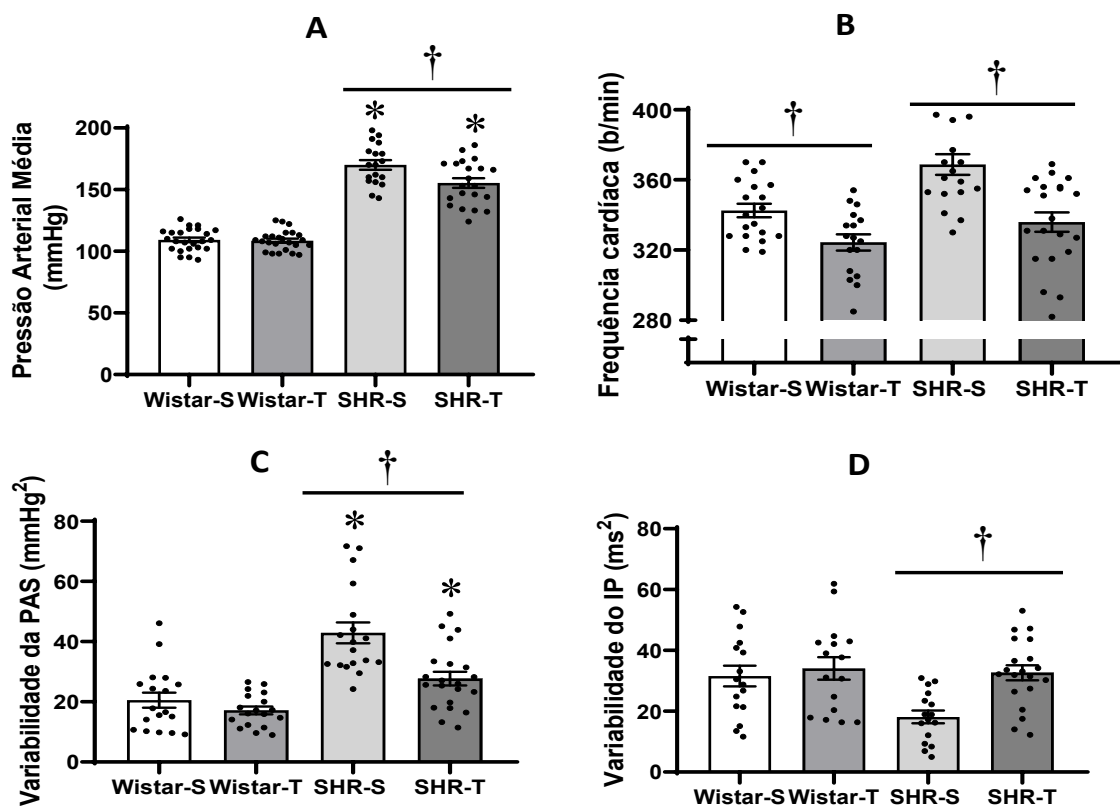 A
†
*
*
Pressão Arterial Média
(mmHg)
200
150
100
50
0
Wistar-S Wistar-T SHR-S SHR-T
B
†
†
Frequência cardíaca (b/min)
400
360
320
280
Wistar-S Wistar-T SHR-S SHR-T
C
†
*
*
Variabilidade da PAS (mmHg²)
80
60
40
20
0
Wistar-S Wistar-T SHR-S SHR-T
D
†
Variabilidade do IP (ms²)
80
60
40
20
0
Wistar-S Wistar-T SHR-S SHR-T